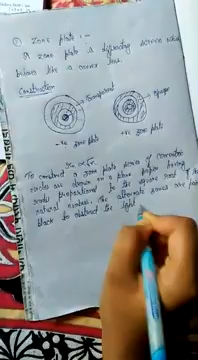 Zone plate :-
A zone plate is diffracting device which
behaves like a convex lens.
Construction
Transparent
opaque
-ve zone plate
+ve zone plate
To construct a zone plate series of concentric
circles are drawn on a plane paper having
radii proportional to the square root of
natural numbers. The alternate zones are
black to obstruct the light